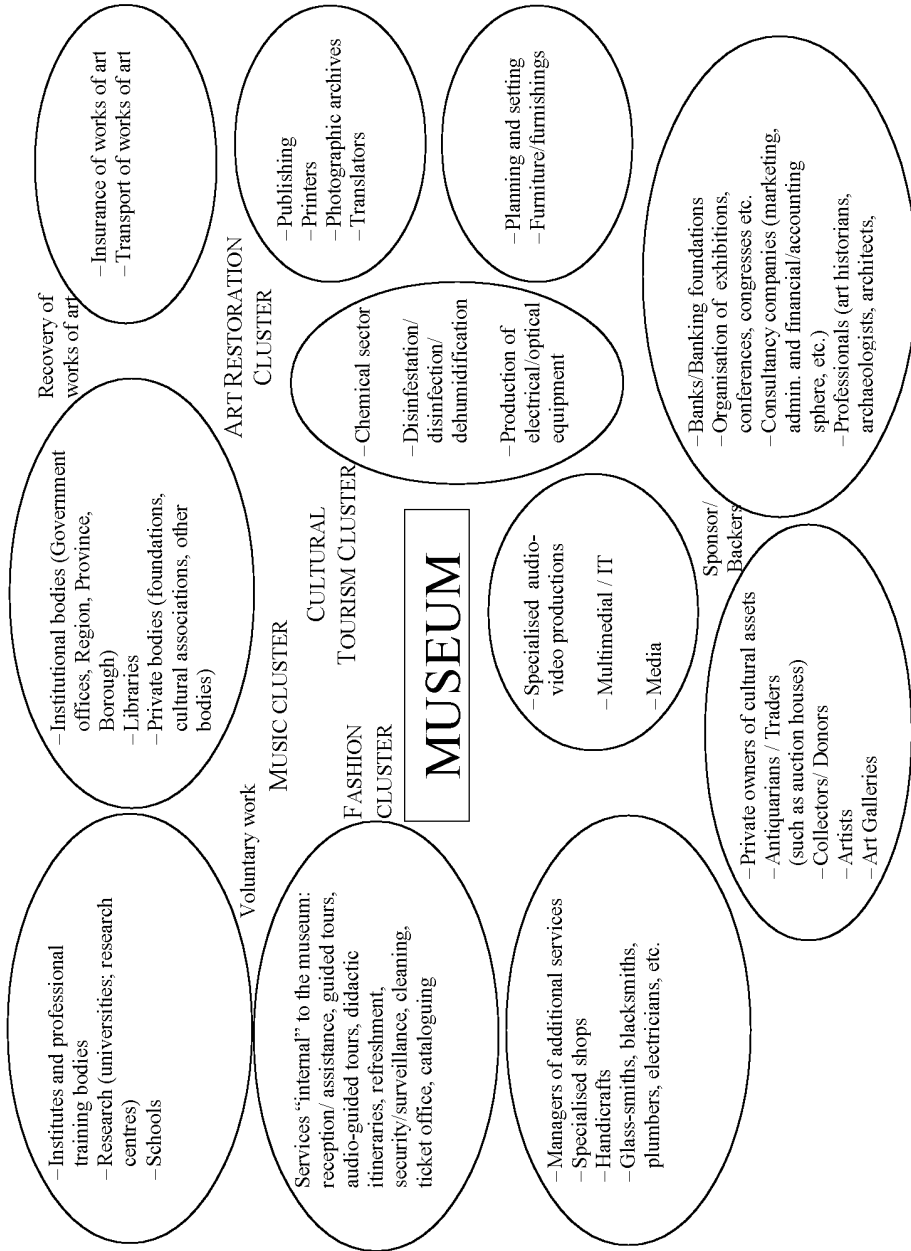 –Institutes and professional
training bodies
–Research (universities; research
centres)
–Schools
–Institutional bodies (Government
offices, Region, Province,
Borough)
–Libraries
–Private bodies (foundations,
cultural associations, other
bodies)
Recovery of
works of art
–Insurance of works of art
–Transport of works of art
Voluntary work
MUSIC CLUSTER
ART RESTORATION
CLUSTER
CULTURAL
TOURISM CLUSTER
FASHION
CLUSTER
MUSEUM
Services “internal” to the museum:
reception/ assistance, guided tours,
audio-guided tours, didactic
itineraries, refreshment,
security/surveillance, cleaning,
ticket office, cataloguing
–Chemical sector
–Disinfestation/
disinfection/
dehumidification
–Production of
electrical/optical
equipment
–Publishing
–Printers
–Photographic archives
–Translators
–Managers of additional services
–Specialised shops
–Handicrafts
–Glass-smiths, blacksmiths,
plumbers, electricians, etc.
–Specialised audio-
video productions
–Multimedial / IT
–Media
–Planning and setting
–Furniture/furnishings
Sponsor/
Backers
–Private owners of cultural assets
–Antiquarians / Traders
(such as auction houses)
–Collectors/ Donors
–Artists
–Art Galleries
–Banks/Banking foundations
–Organisation of exhibitions,
conferences, congresses etc.
–Consultancy companies (marketing,
admin. and financial/accounting
sphere, etc.)
–Professionals (art historians,
archaeologists, architects,